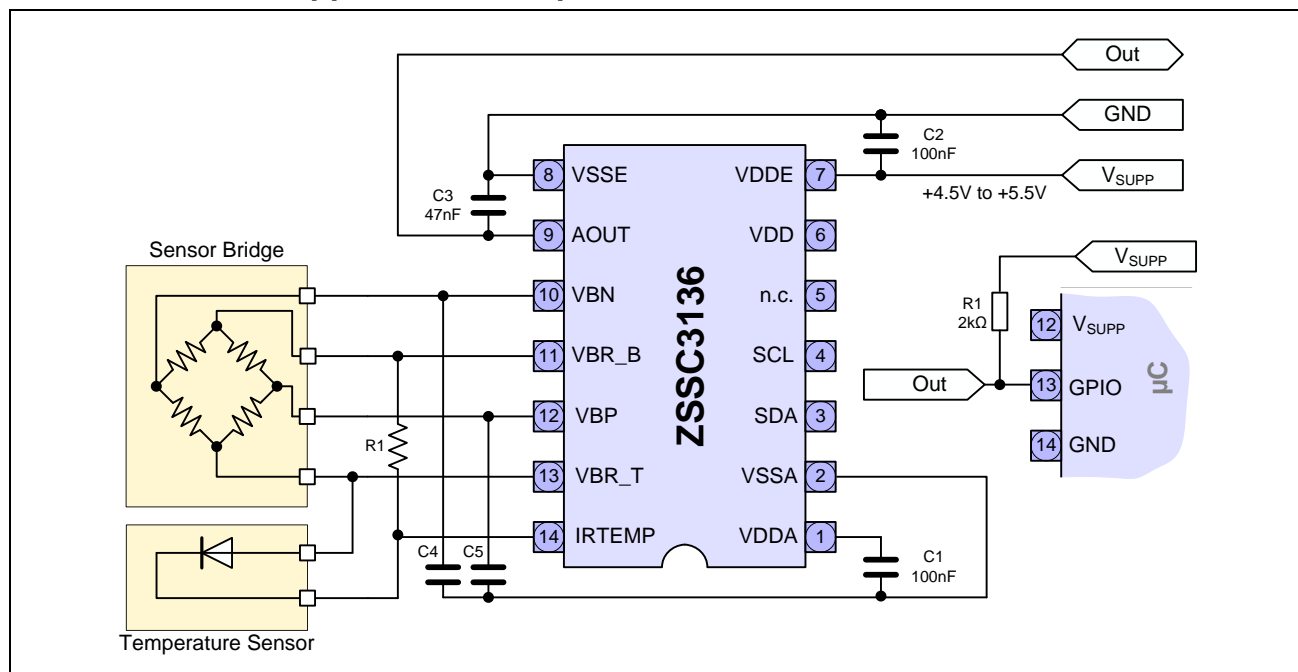 Out
GND
C2
100nF
8 VSSE
VDDE 7
VSUPP
+4.5V to +5.5V
C3
47nF
9 AOUT
VDD 6
Sensor Bridge
VSUPP
10 VBN
n.c. 5
R1
2kΩ
12 VSUPP
11 VBR_B
SCL 4
ZSSC3136
µC
Out
13 GPIO
12 VBP
SDA 3
R1
14 GND
13 VBR_T
VSSA 2
14 IRTEMP
VDDA 1
C4
C5
C1
100nF
Temperature Sensor